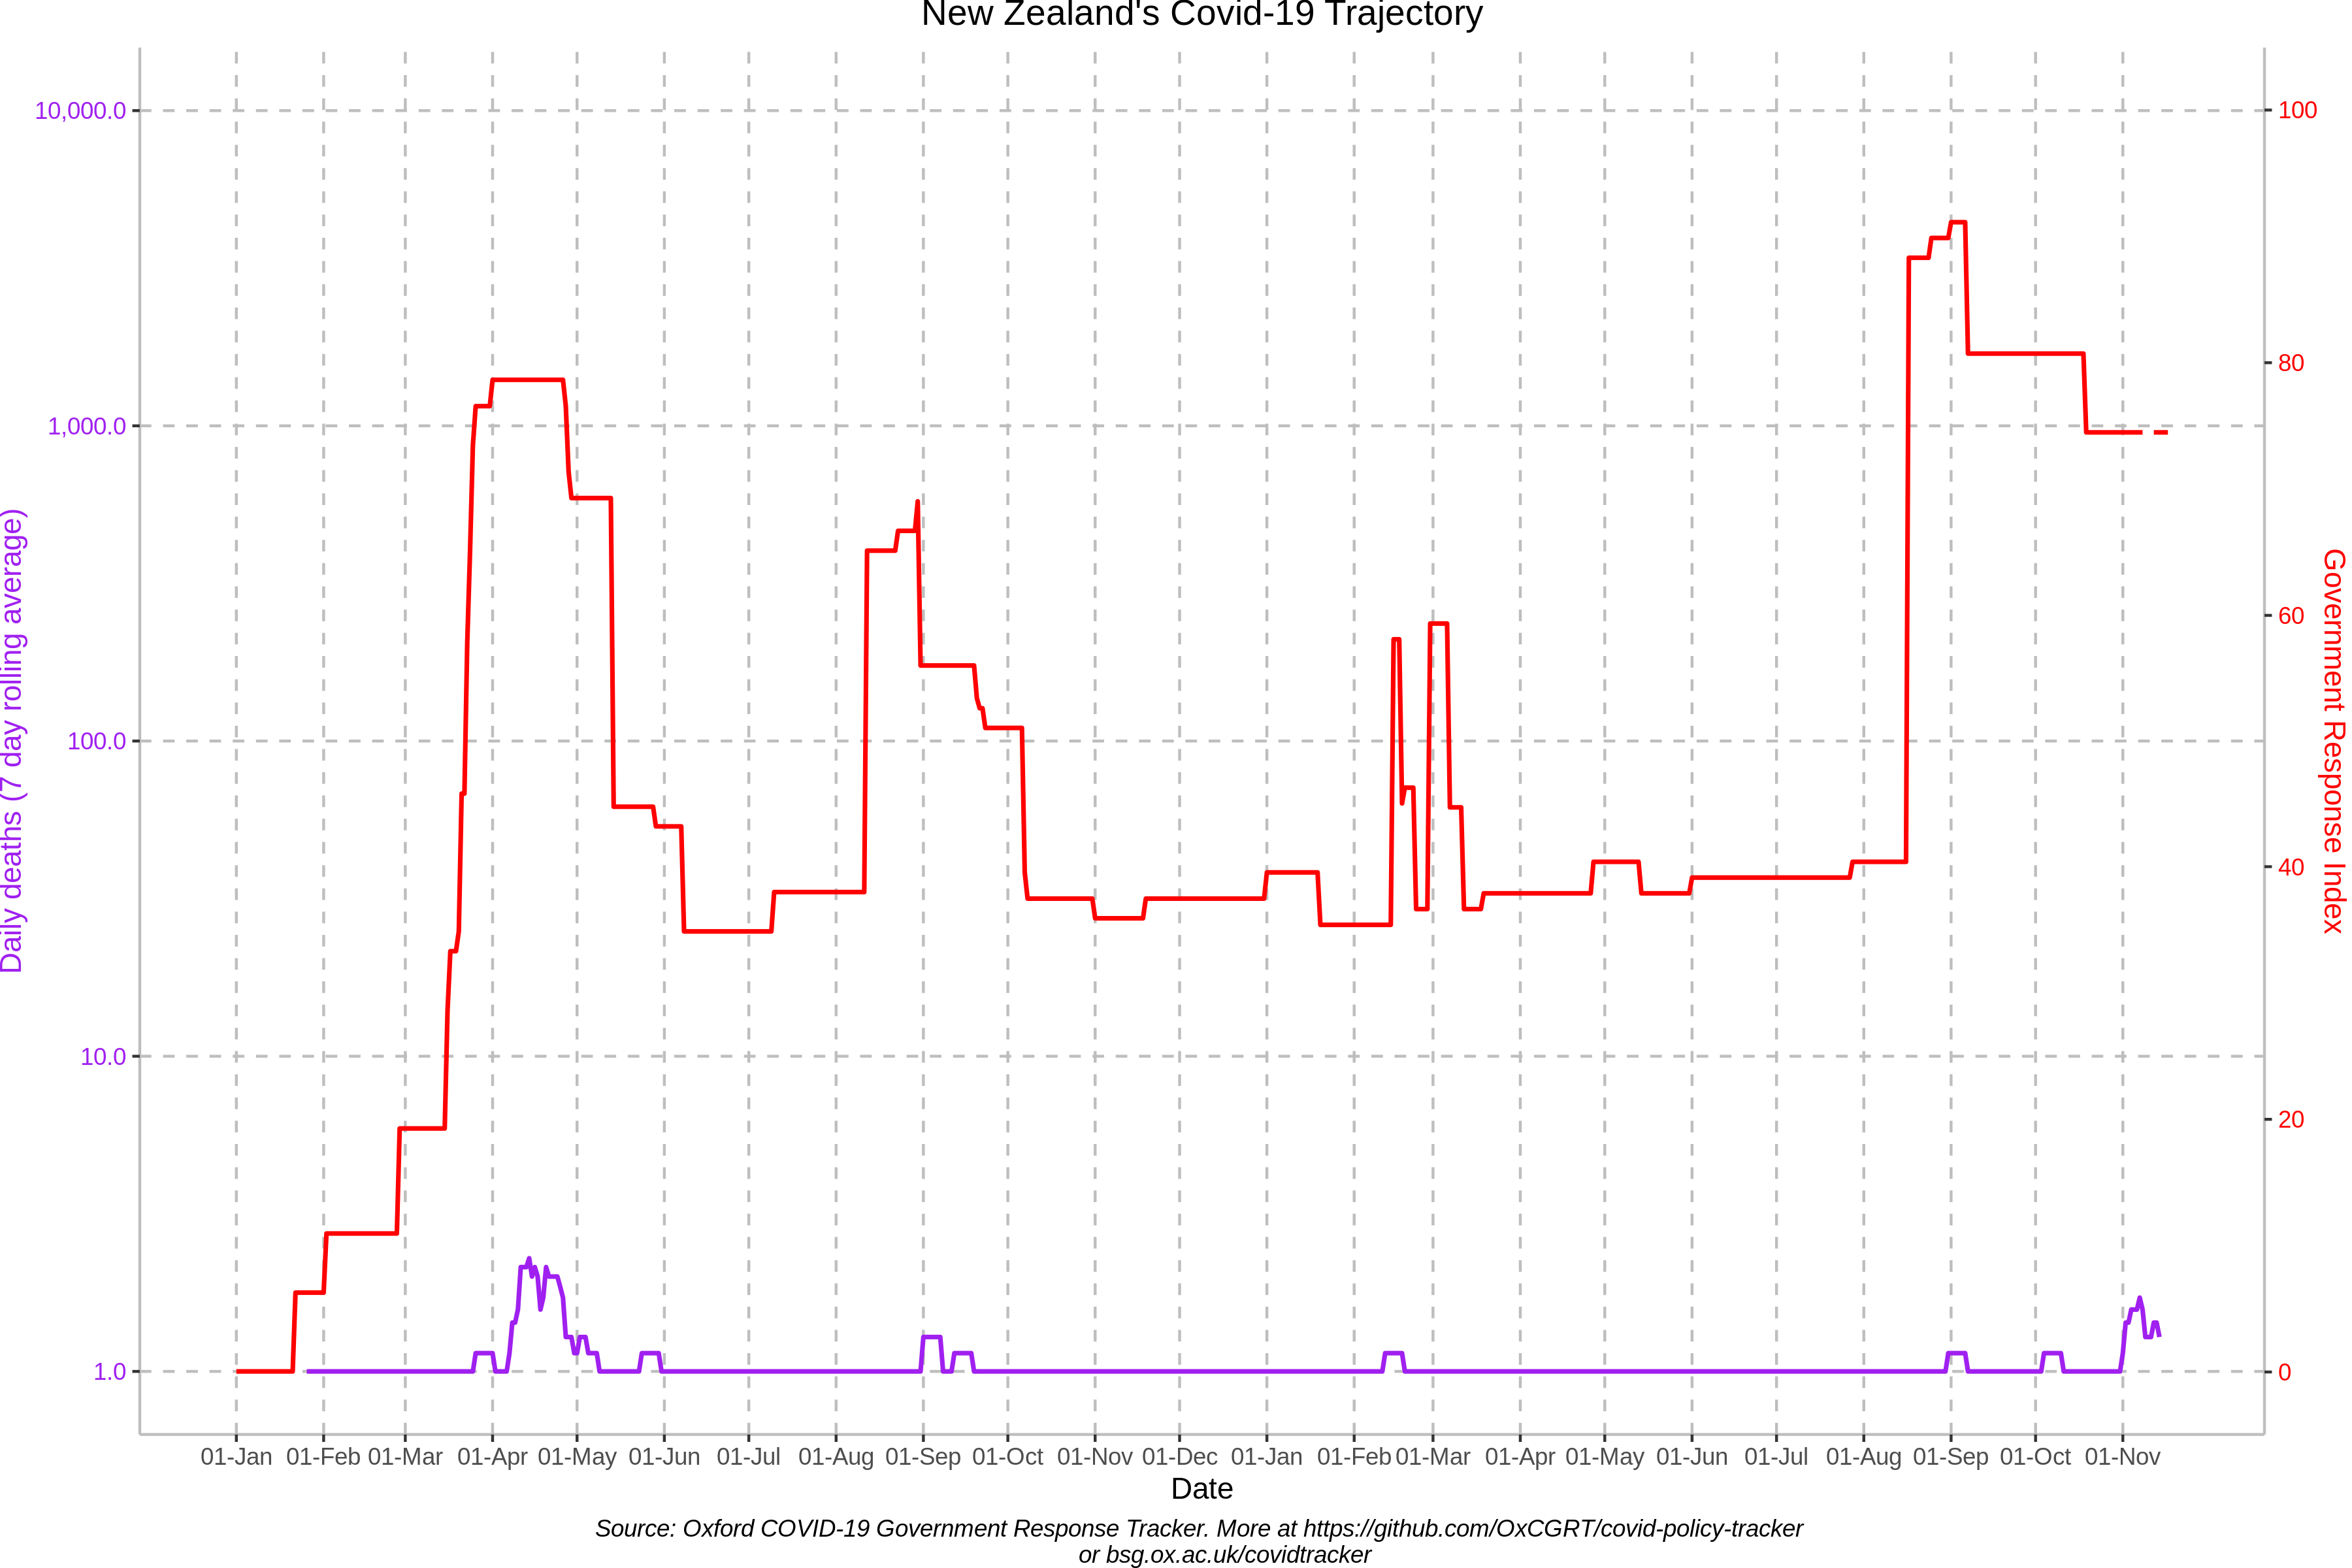 New Zealand's Covid-19 Trajectory
10,000.0
1,000.0
100.0
10.0
1.0
Daily deaths (7 day rolling average)
100
80
60
40
20
0
Government Response Index
01-Jan 01-Feb 01-Mar 01-Apr 01-May 01-Jun 01-Jul 01-Aug 01-Sep 01-Oct 01-Nov 01-Dec 01-Jan 01-Feb 01-Mar 01-Apr 01-May 01-Jun 01-Jul 01-Aug 01-Sep 01-Oct 01-Nov
Date
Source: Oxford COVID-19 Government Response Tracker. More at https://github.com/OxCGRT/covid-policy-tracker
or bsg.ox.ac.uk/covidtracker